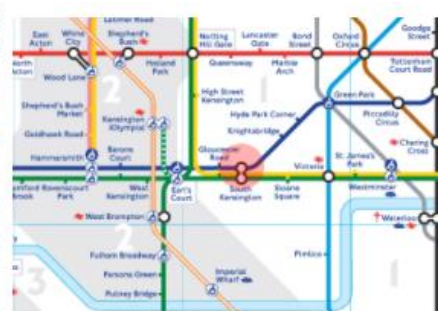 Latimer Road
East
Acton
White
City
Shepherd's
Bush
Notting
Hill Gate
Lancaster
Gate
Bond
Street
Oxford
Circus
Goodge
Street
North
Acton
Wood Lane
Holland
Park
Queensway
Marble
Arch
Tottenham
Court Road
2
1
Shepherd's Bush
Market
Kensington
(Olympia)
High Street
Kensington
Green Park
Hyde Park Corner
Piccadilly
Circus
Goldhawk Road
Knightsbridge
Hammersmith
Barons
Court
Gloucester
Road
Victoria
St. James's
Park
Charing
Cross
Ravenscourt
Park
West
Kensington
Earl's
Court
South
Kensington
Sloane
Square
Westminster
West Brompton
Waterloo
2
Fulham Broadway
Pimlico
3
Parsons Green
Imperial
Wharf
1
Putney Bridge